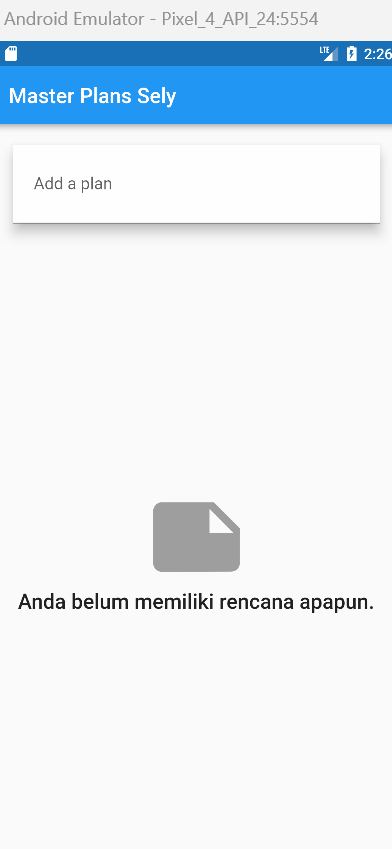 Android Emulator - Pixel_4_API_24:5554
LTE 2:26
Master Plans Sely
Add a plan
Anda belum memiliki rencana apapun.